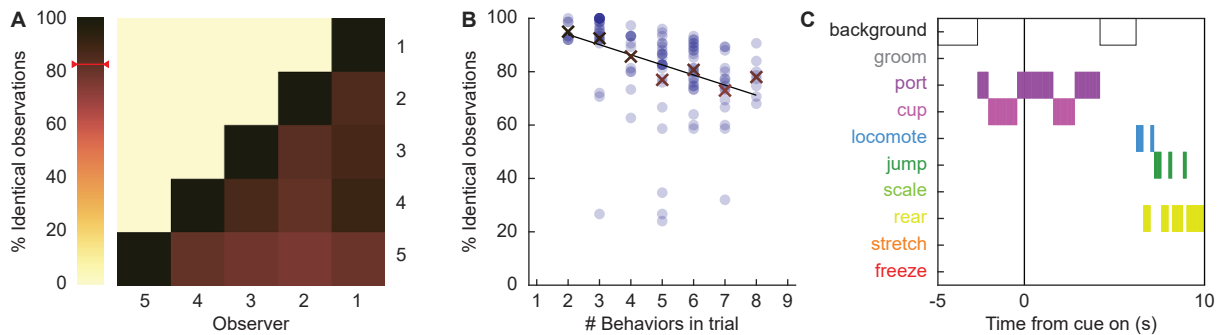 A
% Identical observations
100
80
60
40
20
0
1
2
3
4
5
5 4 3 2 1
Observer
B
% Identical observations
100
80
60
40
20
0
1 2 3 4 5 6 7 8 9
# Behaviors in trial
C
background
groom
port
cup
locomote
jump
scale
rear
stretch
freeze
-5 0 10
Time from cue on (s)